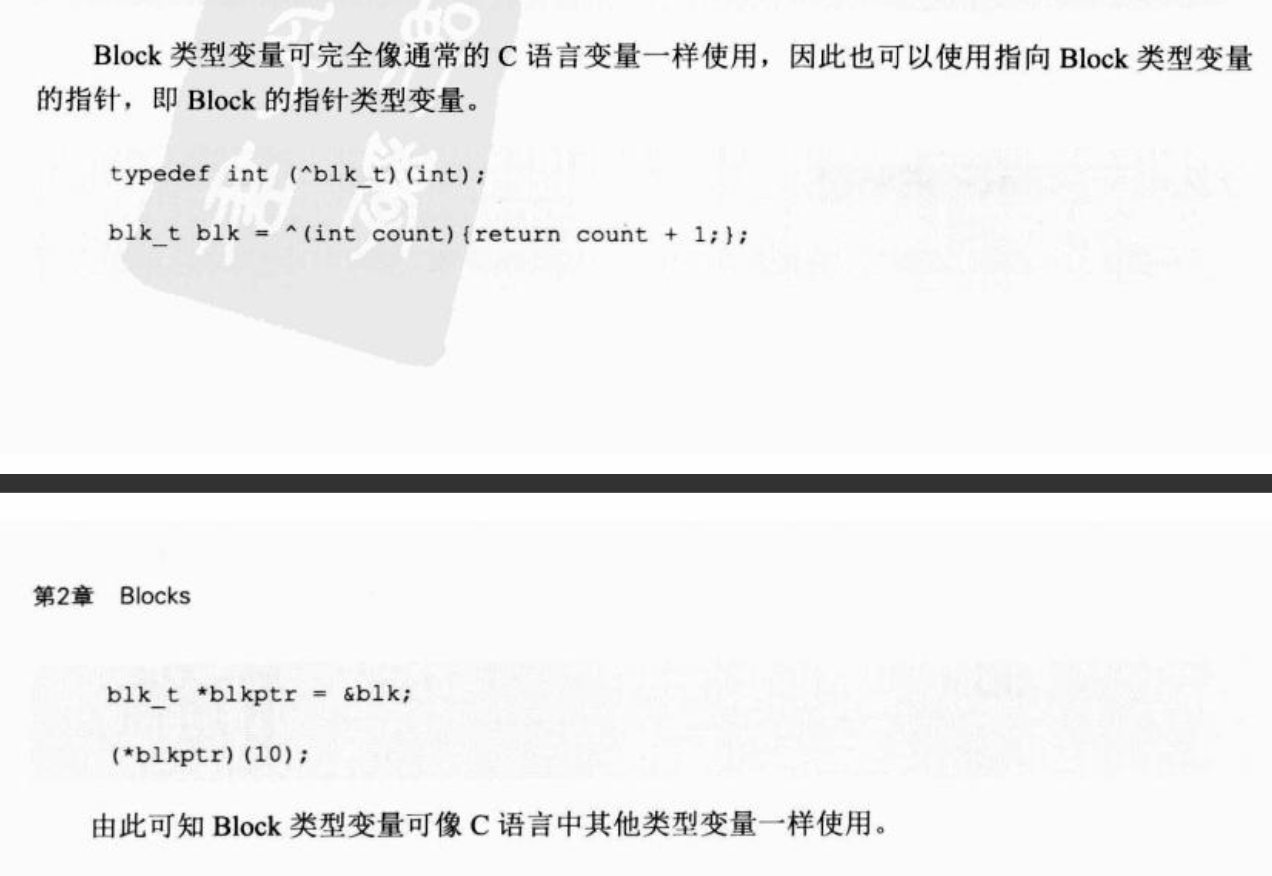 Block 类型变量可完全像通常的 C 语言变量一样使用，因此也可以使用指向 Block 类型变量
的指针，即 Block 的指针类型变量。
typedef int (^blk_t)(int);
blk_t blk = ^(int count){return count + 1;};
第2章 Blocks
blk_t *blkptr = &blk;
(*blkptr)(10);
由此可知 Block 类型变量可像 C 语言中其他类型变量一样使用。